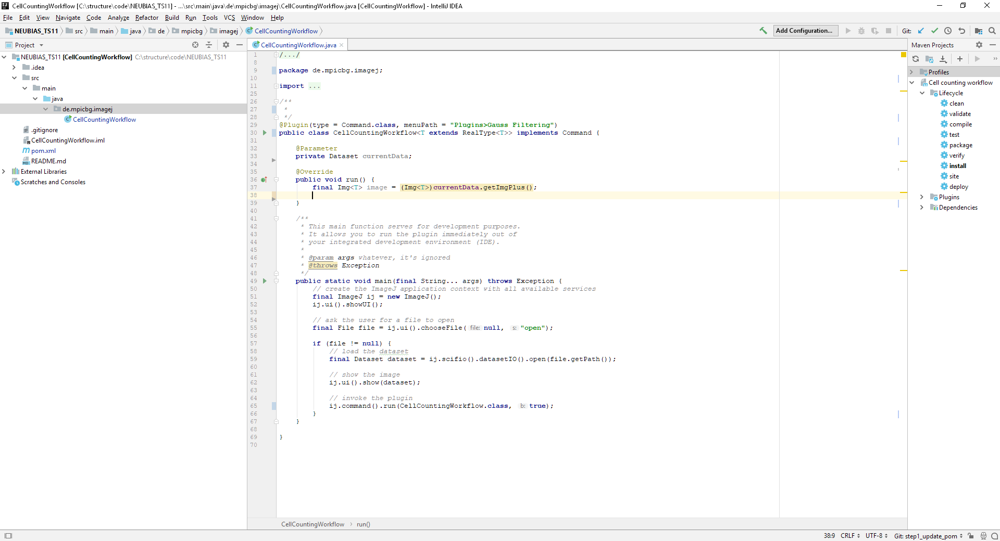 CellCountingWorkflow [C:\structure\code\NEUBIAS_TS11] - ...\src\main\java\de\mpicbg\imagej\CellCountingWorkflow.java [CellCountingWorkflow] - IntelliJ IDEA
File Edit View Navigate Code Analyze Refactor Build Run Tools VCS Window Help
NEUBIAS_TS11 src main java de mpicbg imagej CellCountingWorkflow
Add Configuration... Git:
Project
NEUBIAS_TS11 [CellCountingWorkflow] C:\structure\code\NEUBIAS_TS11
.idea
src
main
java
de.mpicbg.imagej
CellCountingWorkflow
.gitignore
CellCountingWorkflow.iml
pom.xml
README.md
External Libraries
Scratches and Consoles
CellCountingWorkflow.java
1 /.../
8
9 package de.mpicbg.imagej;
10
11 import ...
25
26 /**
27 *
28 */
29 @Plugin(type = Command.class, menuPath = "Plugins>Gauss Filtering")
30 public class CellCountingWorkflow<T extends RealType<T>> implements Command {
31
32 @Parameter
33 private Dataset currentData;
34
35 @Override
36 public void run() {
37 final Img<T> image = (Img<T>)currentData.getImgPlus();
38
39 }
40
41 /**
42 * This main function serves for development purposes.
43 * It allows you to run the plugin immediately out of
44 * your integrated development environment (IDE).
45 *
46 * @param args whatever, it's ignored
47 * @throws Exception
48 */
49 public static void main(final String... args) throws Exception {
50 // create the ImageJ application context with all available services
51 final ImageJ ij = new ImageJ();
52 ij.ui().showUI();
53
54 // ask the user for a file to open
55 final File file = ij.ui().chooseFile( file: null, s: "open");
56
57 if (file != null) {
58 // load the dataset
59 final Dataset dataset = ij.scifio().datasetIO().open(file.getPath());
60
61 // show the image
62 ij.ui().show(dataset);
63
64 // invoke the plugin
65 ij.command().run(CellCountingWorkflow.class, b: true);
66 }
67 }
68
69 }
70
CellCountingWorkflow run()
Maven Projects
Profiles
Cell counting workflow
Lifecycle
clean
validate
compile
test
package
verify
install
site
deploy
Plugins
Dependencies
38:9 CRLF UTF-8 Git: step1_update_pom